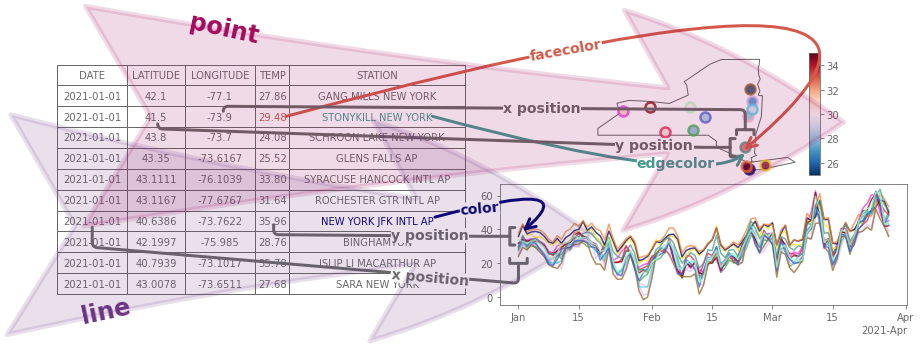 point
facecolor
DATE LATITUDE LONGITUDE TEMP STATION
2021-01-01 42.1 -77.1 27.86 GANG MILLS NEW YORK
2021-01-01 41.5 -73.9 29.48 STONYKILL NEW YORK
2021-01-01 43.8 -73.7 24.08 SCHROON LAKE NEW YORK
2021-01-01 43.35 -73.6167 25.52 GLENS FALLS AP
2021-01-01 43.1111 -76.1039 33.80 SYRACUSE HANCOCK INTL AP
2021-01-01 43.1167 -77.6767 31.64 ROCHESTER GTR INTL AP
2021-01-01 40.6386 -73.7622 35.96 NEW YORK JFK INTL AP
2021-01-01 42.1997 -75.985 28.76 BINGHAMTON
2021-01-01 40.7939 -73.1017 35.78 ISLIP LI MACARTHUR AP
2021-01-01 43.0078 -73.6511 27.68 SARA NEW YORK
x position
y position
edgecolor
34
32
30
28
26
color
y position
x position
line
60
40
20
0
Jan 15 Feb 15 Mar 15 Apr
2021-Apr